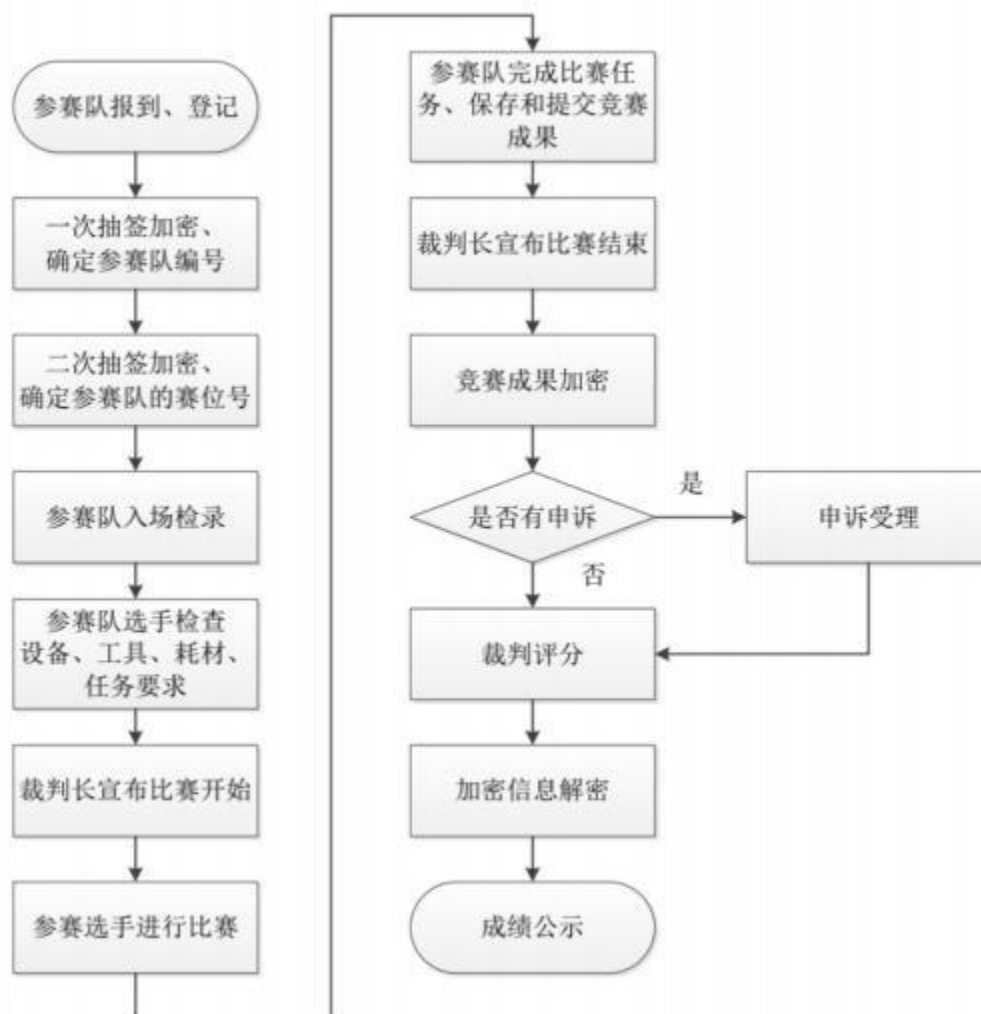 参赛队报到、登记
一次抽签加密、
确定参赛队编号
二次抽签加密、
确定参赛队的赛位号
参赛队入场检录
参赛队选手检查
设备、工具、耗材、
任务要求
裁判长宣布比赛开始
参赛选手进行比赛
参赛队完成比赛任
务、保存和提交竞赛
成果
裁判长宣布比赛结束
竞赛成果加密
是否有申诉
是
申诉受理
否
裁判评分
加密信息解密
成绩公示